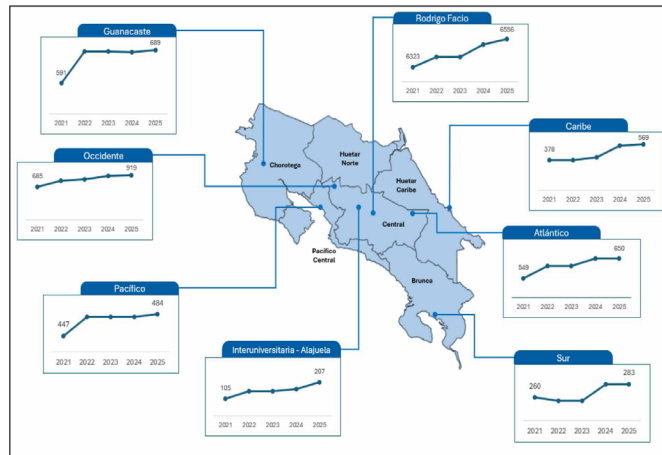 Guanacaste
591
689
2021 2022 2023 2024 2025
Rodrigo Facio
6323
6556
2021 2022 2023 2024 2025
Occidente
685
919
2021 2022 2023 2024 2025
Caribe
378
569
2021 2022 2023 2024 2025
Chorotega
Huetar
Norte
Huetar
Caribe
Central
Pacífico
Central
Brunca
Atlántico
549
650
2021 2022 2023 2024 2025
Pacífico
447
484
2021 2022 2023 2024 2025
Interuniversitaria - Alajuela
105
207
2021 2022 2023 2024 2025
Sur
260
283
2021 2022 2023 2024 2025